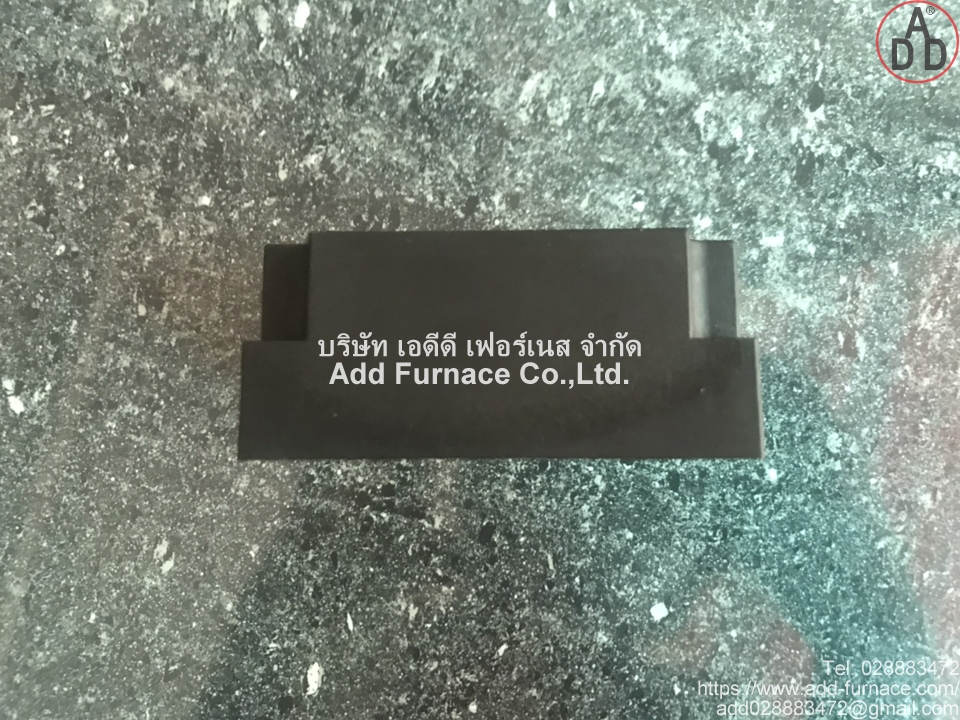 ADD®
บริษัท เอดีดี เฟอร์เนส จำกัด
Add Furnace Co.,Ltd.
Tel. 028883472
https://www.add-furnace.com/
add028883472@gmail.com